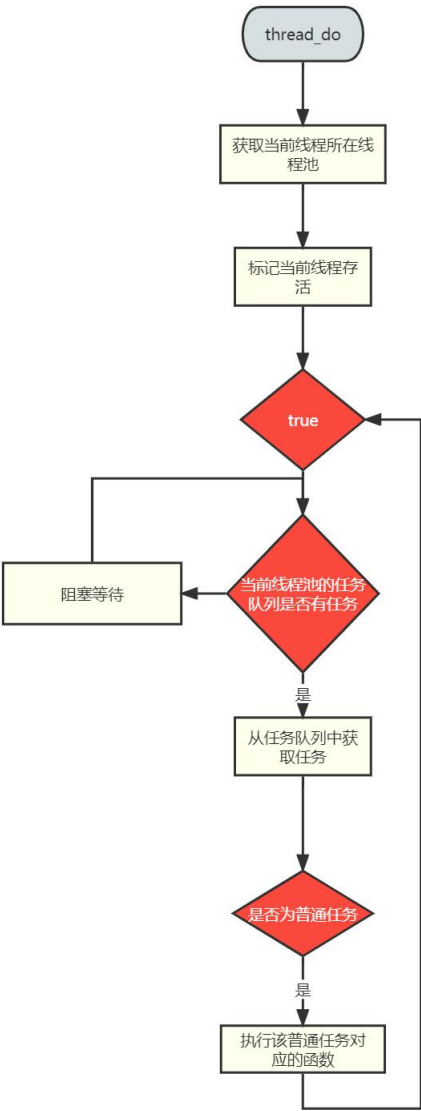 thread_do
获取当前线程所在线
程池
标记当前线程存
活
true
当前线程池的任务
队列是否有任务
阻塞等待
是
从任务队列中获
取任务
是否为普通任务
是
执行该普通任务对
应的函数